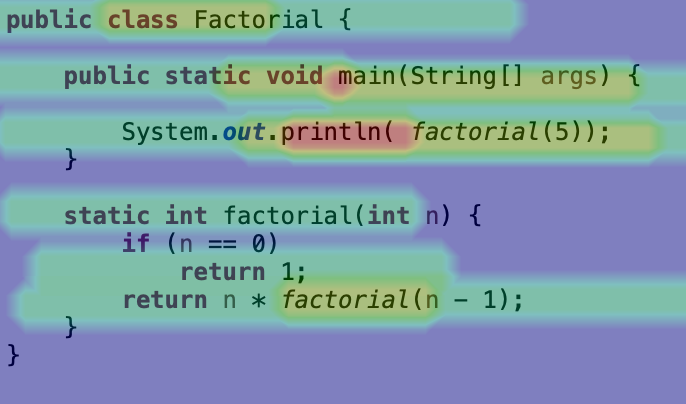 public class Factorial {
public static void main(String[] args) {
System.out.println( factorial(5));
}
static int factorial(int n) {
if (n == 0)
return 1;
return n * factorial(n - 1);
}
}